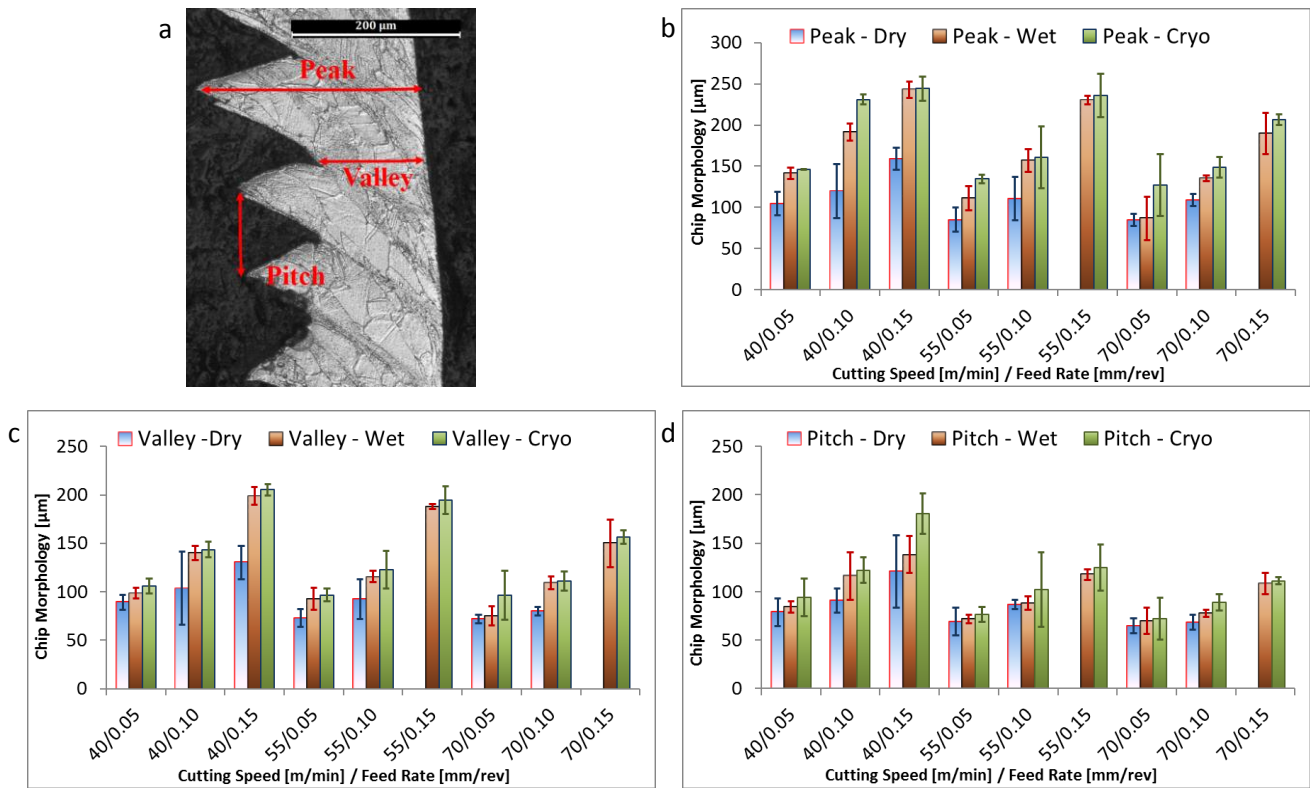 a
200 µm
Peak
Valley
Pitch
b
Peak - Dry Peak - Wet Peak - Cryo
Chip Morphology [µm]
300
250
200
150
100
50
0
40/0.05 40/0.10 40/0.15 55/0.05 55/0.10 55/0.15 70/0.05 70/0.10 70/0.15
Cutting Speed [m/min] / Feed Rate [mm/rev]
c
Valley -Dry Valley - Wet Valley - Cryo
Chip Morphology [µm]
250
200
150
100
50
0
40/0.05 40/0.10 40/0.15 55/0.05 55/0.10 55/0.15 70/0.05 70/0.10 70/0.15
Cutting Speed [m/min] / Feed Rate [mm/rev]
d
Pitch - Dry Pitch - Wet Pitch - Cryo
Chip Morphology [µm]
250
200
150
100
50
0
40/0.05 40/0.10 40/0.15 55/0.05 55/0.10 55/0.15 70/0.05 70/0.10 70/0.15
Cutting Speed [m/min] / Feed Rate [mm/rev]